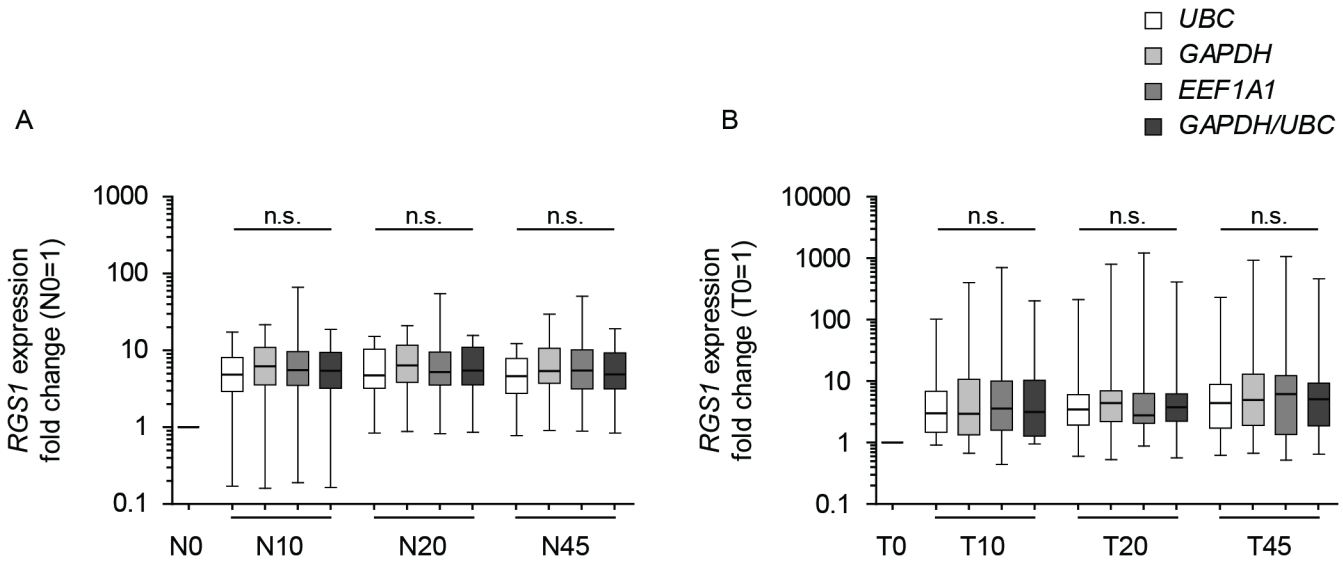 UBC
GAPDH
EEF1A1
GAPDH/UBC
A
RGS1 expression
fold change (N0=1)
1000
100
10
1
0.1
n.s.
n.s.
n.s.
N0
N10
N20
N45
B
RGS1 expression
fold change (T0=1)
10000
1000
100
10
1
0.1
n.s.
n.s.
n.s.
T0
T10
T20
T45